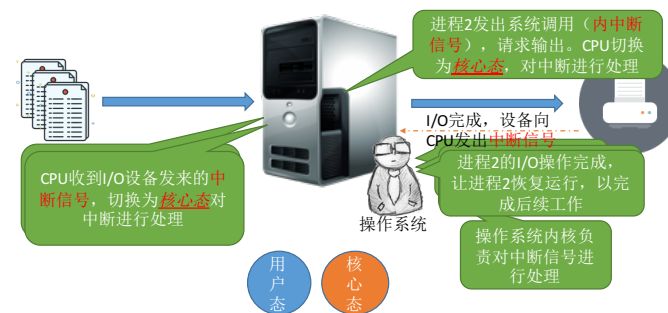 进程2发出系统调用（内中断
信号），请求输出。CPU切换
为核心态，对中断进行处理
I/O完成，设备向
CPU发出中断信号
CPU收到I/O设备发来的中
断信号，切换为核心态对
中断进行处理
进程2的I/O操作完成，
让进程2恢复运行，以完
成后续工作
操作系统
操作系统内核负
责对中断信号进
行处理
用
户
态
核
心
态